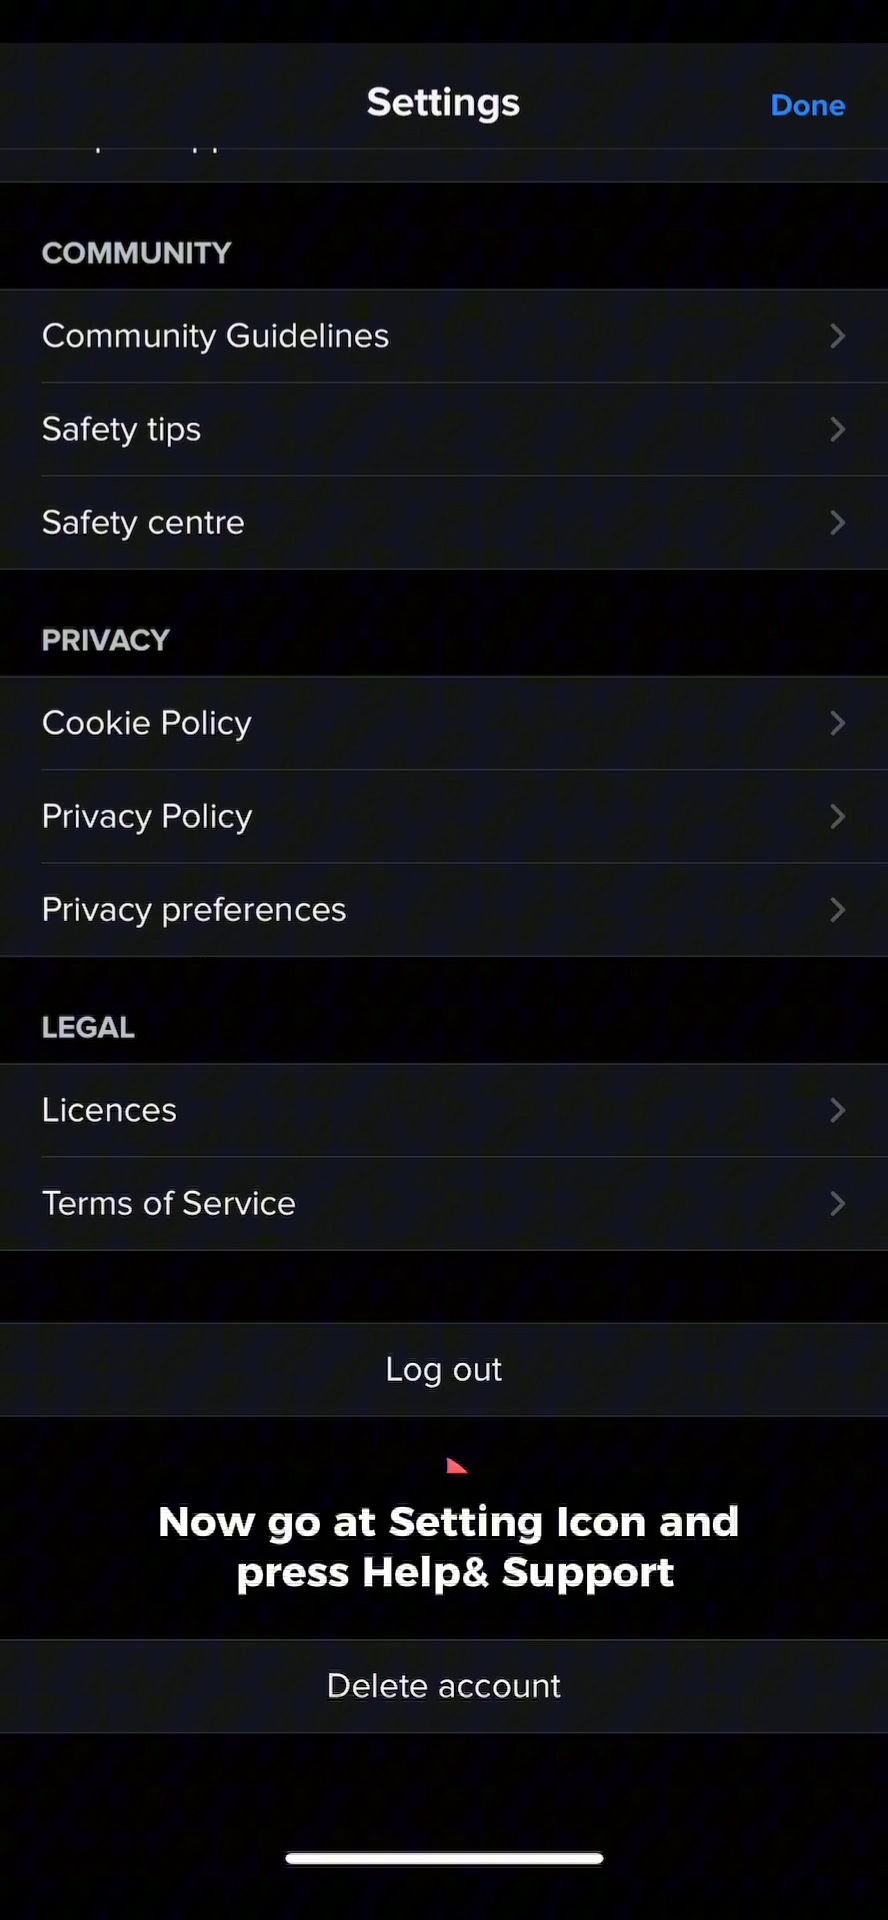 Settings
Done
COMMUNITY
Community Guidelines
Safety tips
Safety centre
PRIVACY
Cookie Policy
Privacy Policy
Privacy preferences
LEGAL
Licences
Terms of Service
Log out
Now go at Setting Icon and
press Help& Support
Delete account